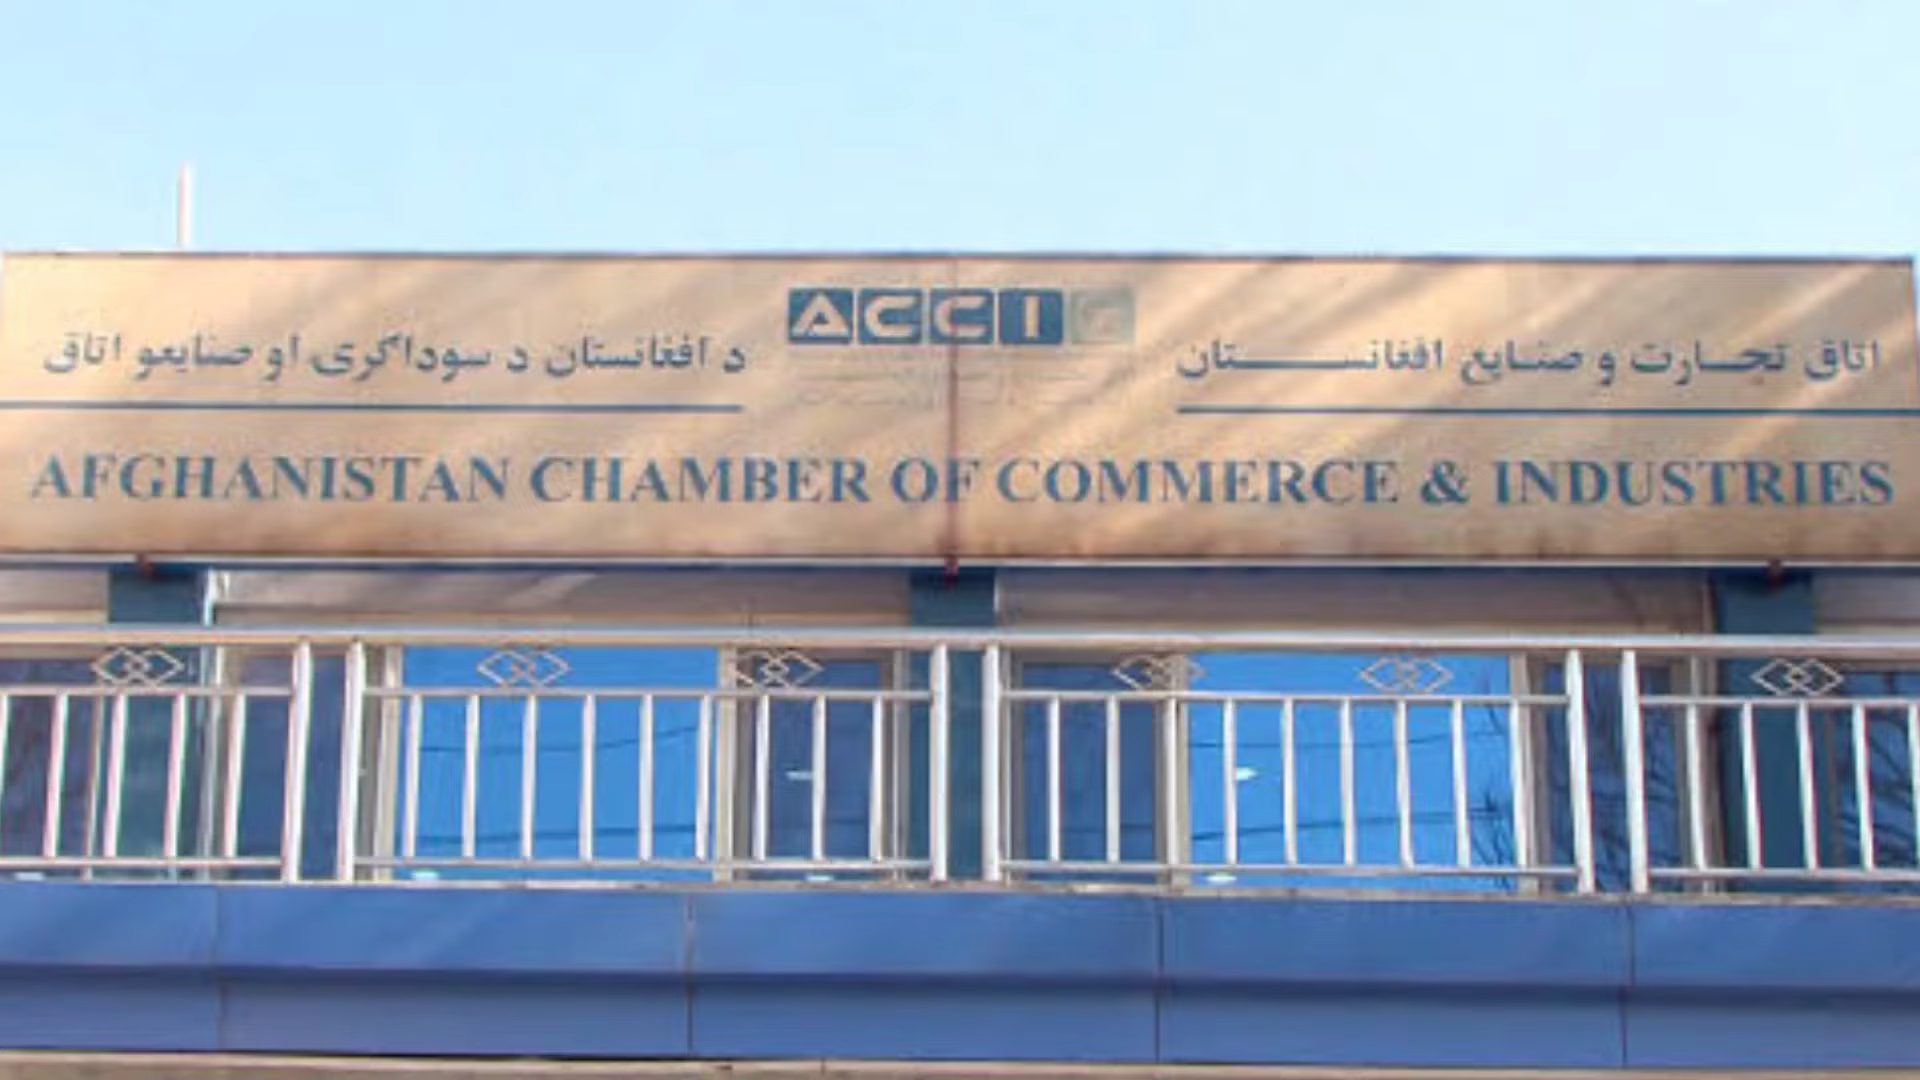 ACCI
اتاق تجارت و صنایع افغانستان
د افغانستان د سوداګرۍ او صنایعو اتاق
AFGHANISTAN CHAMBER OF COMMERCE & INDUSTRIES